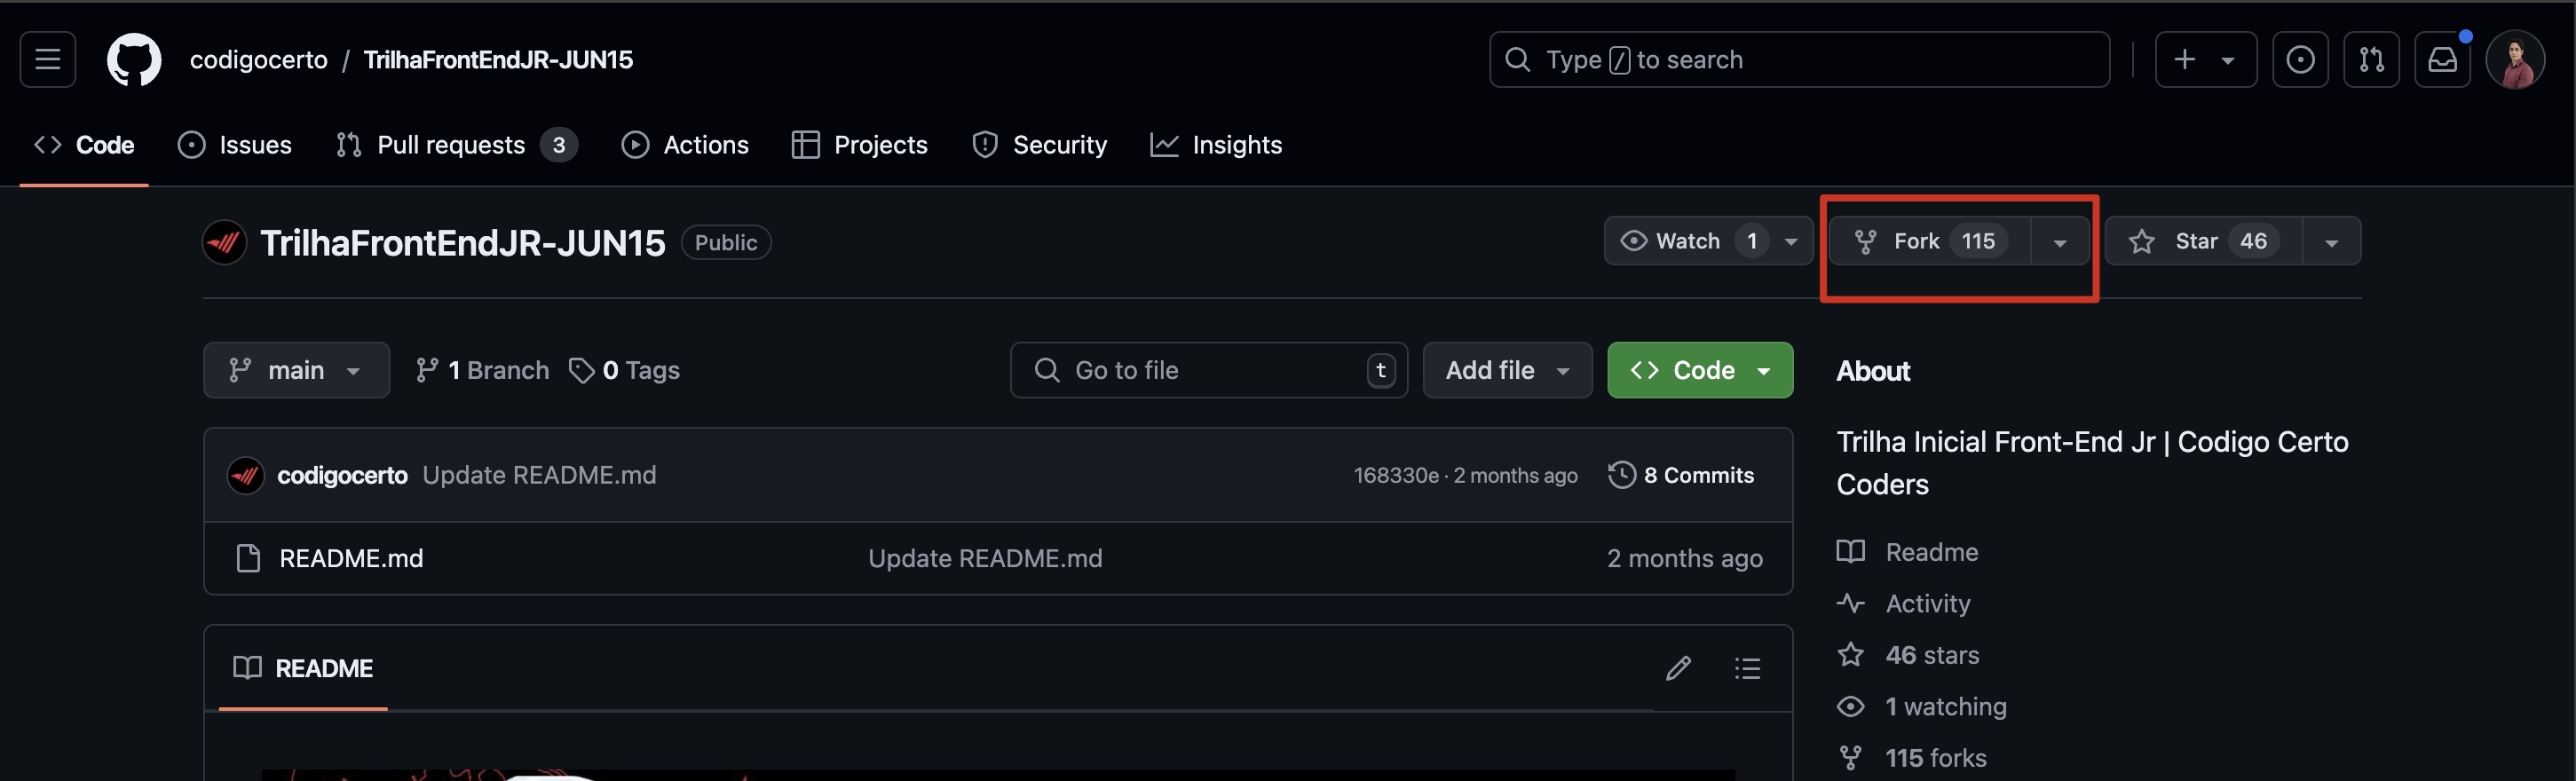 codigocerto / TrilhaFrontEndJR-JUN15
Type / to search
Code
Issues
Pull requests 3
Actions
Projects
Security
Insights
TrilhaFrontEndJR-JUN15 Public
Watch 1
Fork 115
Star 46
main
1 Branch
0 Tags
Go to file t
Add file
Code
codigocerto Update README.md 168330e · 2 months ago 8 Commits
README.md Update README.md 2 months ago
README
About
Trilha Inicial Front-End Jr | Codigo Certo
Coders
Readme
Activity
46 stars
1 watching
115 forks